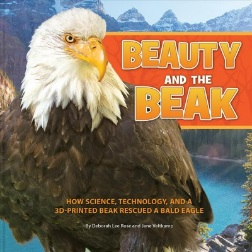 BEAUTY
AND THE
BEAK
HOW SCIENCE, TECHNOLOGY, AND A
3D-PRINTED BEAK RESCUED A BALD EAGLE
By Deborah Lee Rose and Jane Veltkamp